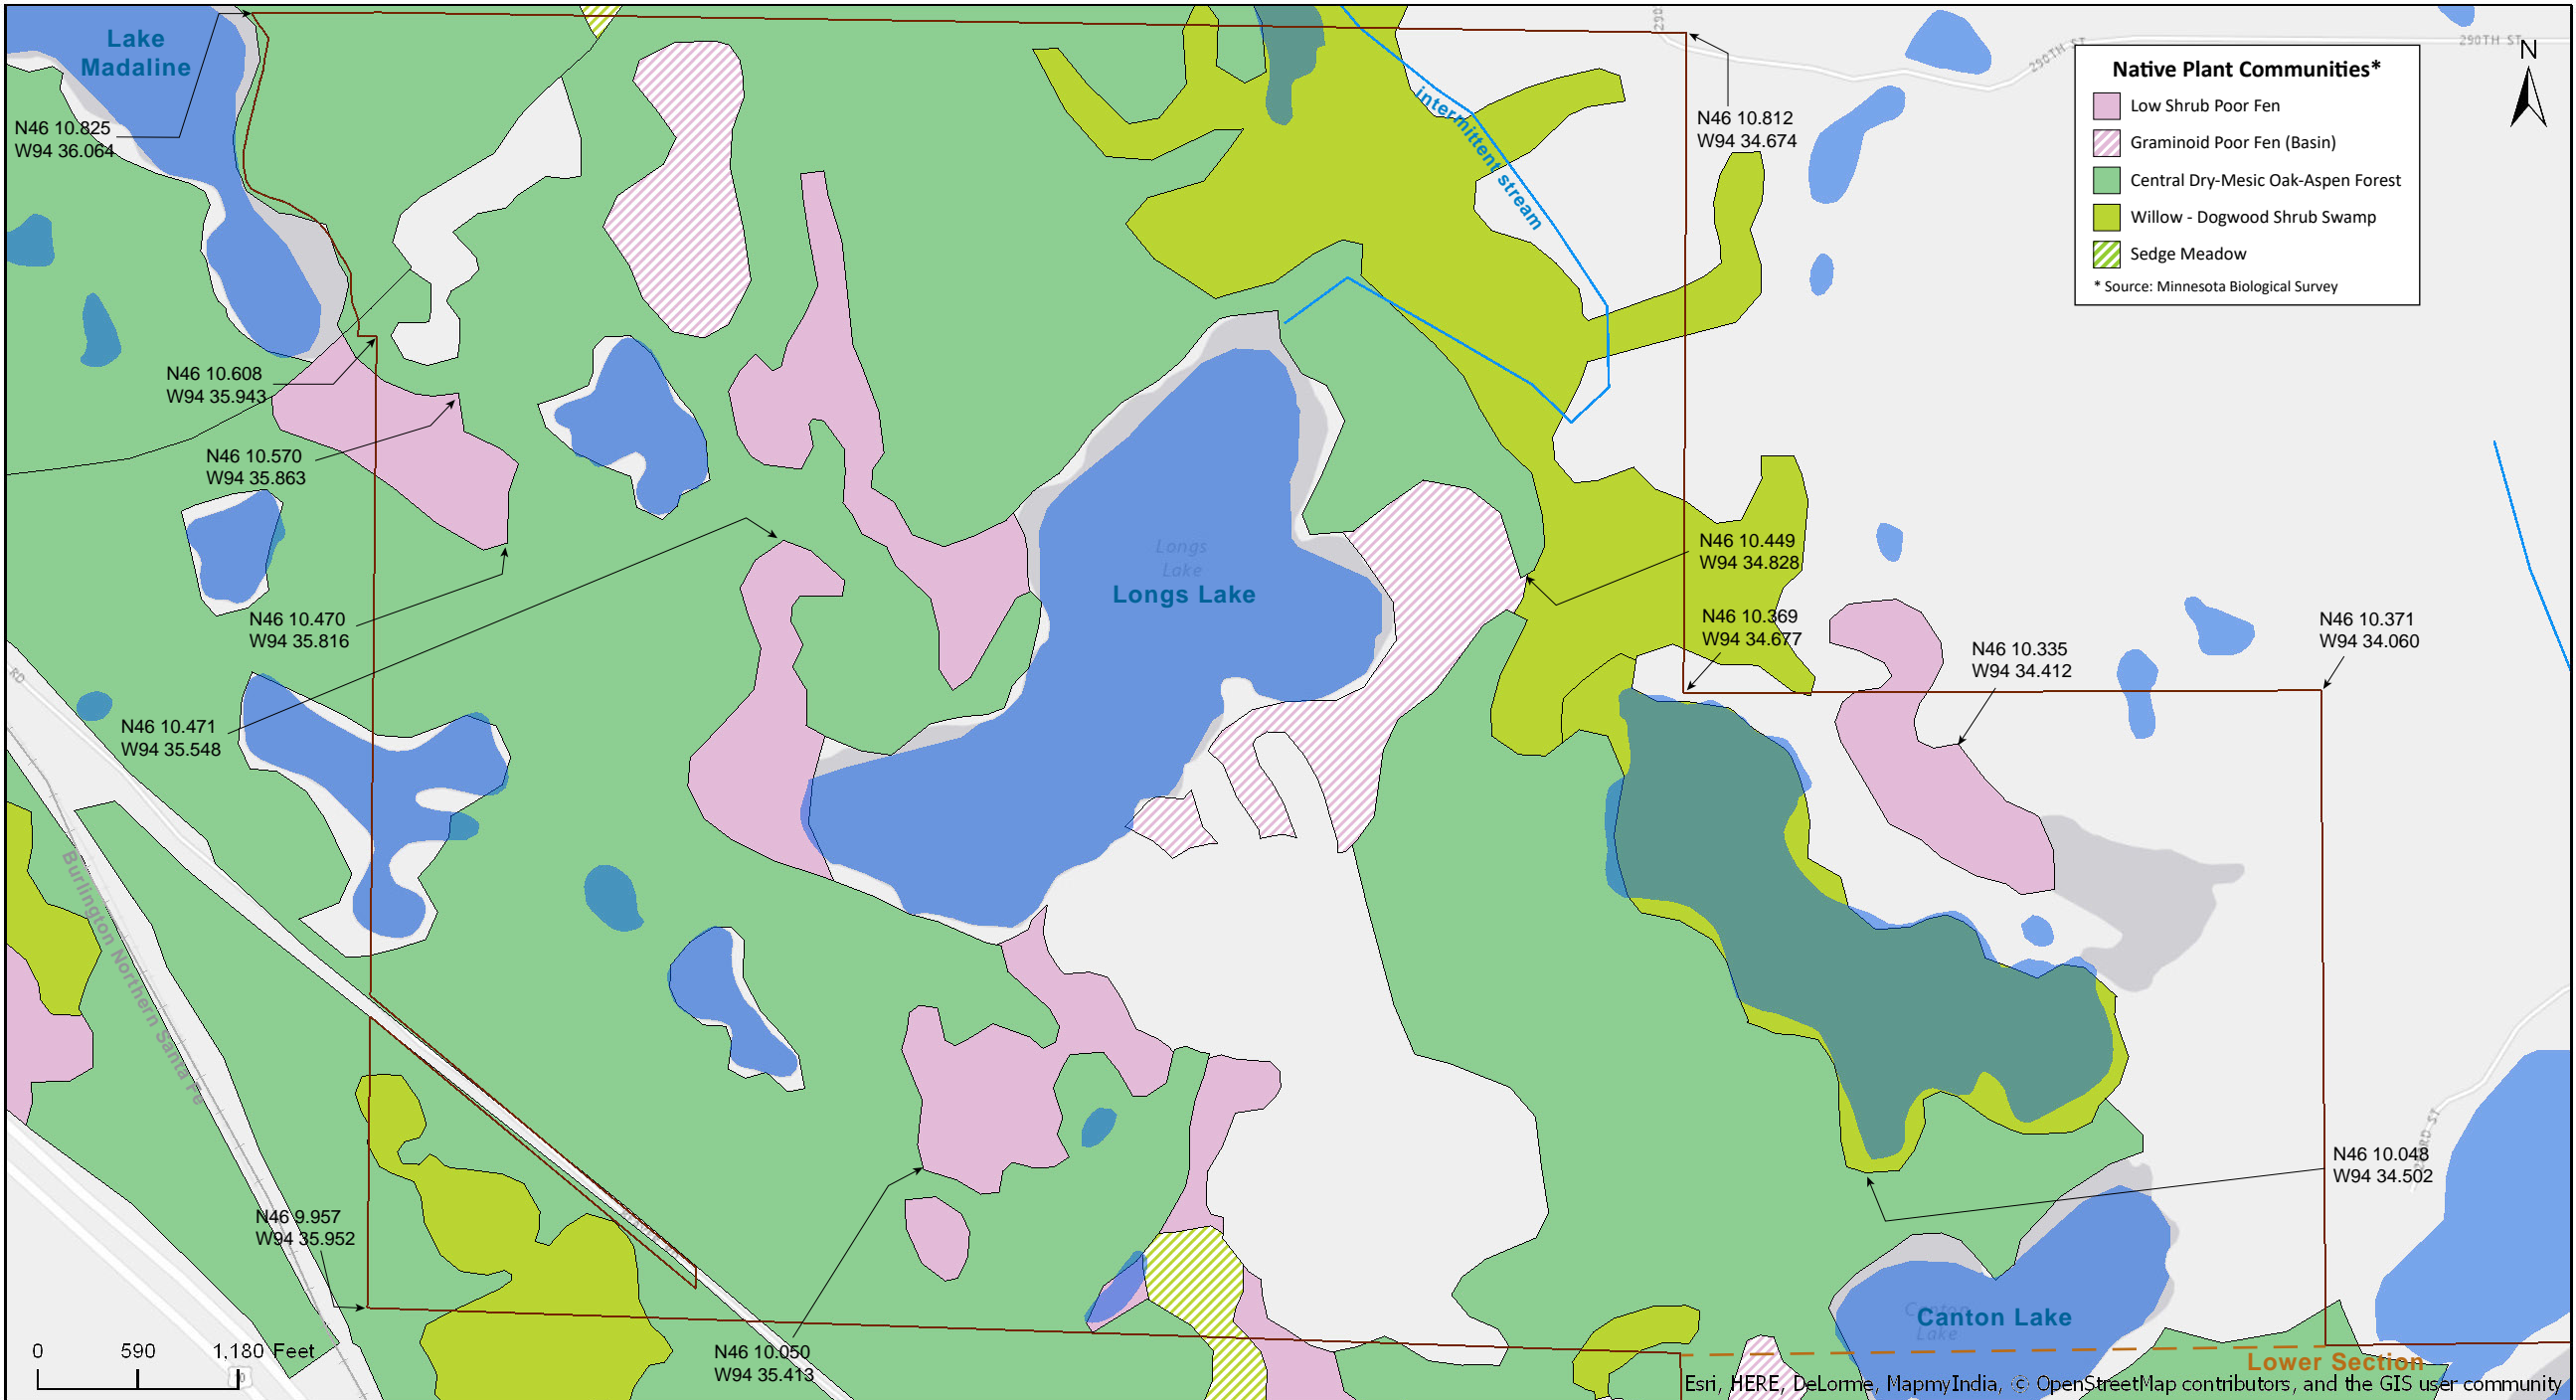 Lake
Madaline
N46 10.825
W94 36.064
290TH ST
290TH ST
N
Native Plant Communities*
Low Shrub Poor Fen
Graminoid Poor Fen (Basin)
Central Dry-Mesic Oak-Aspen Forest
Willow - Dogwood Shrub Swamp
Sedge Meadow
* Source: Minnesota Biological Survey
intermittent stream
N46 10.812
W94 34.674
N46 10.608
W94 35.943
N46 10.570
W94 35.863
N46 10.470
W94 35.816
N46 10.471
W94 35.548
Longs
Lake
Longs Lake
N46 10.449
W94 34.828
N46 10.369
W94 34.677
N46 10.335
W94 34.412
N46 10.371
W94 34.060
RD
Burlington Northern Santa Fe
N46 10.048
W94 34.502
N46 9.957
W94 35.952
N46 10.050
W94 35.413
Canton
Lake
Canton Lake
Lower Section
0 590 1,180 Feet
Esri, HERE, DeLorme, MapmyIndia, © OpenStreetMap contributors, and the GIS user community